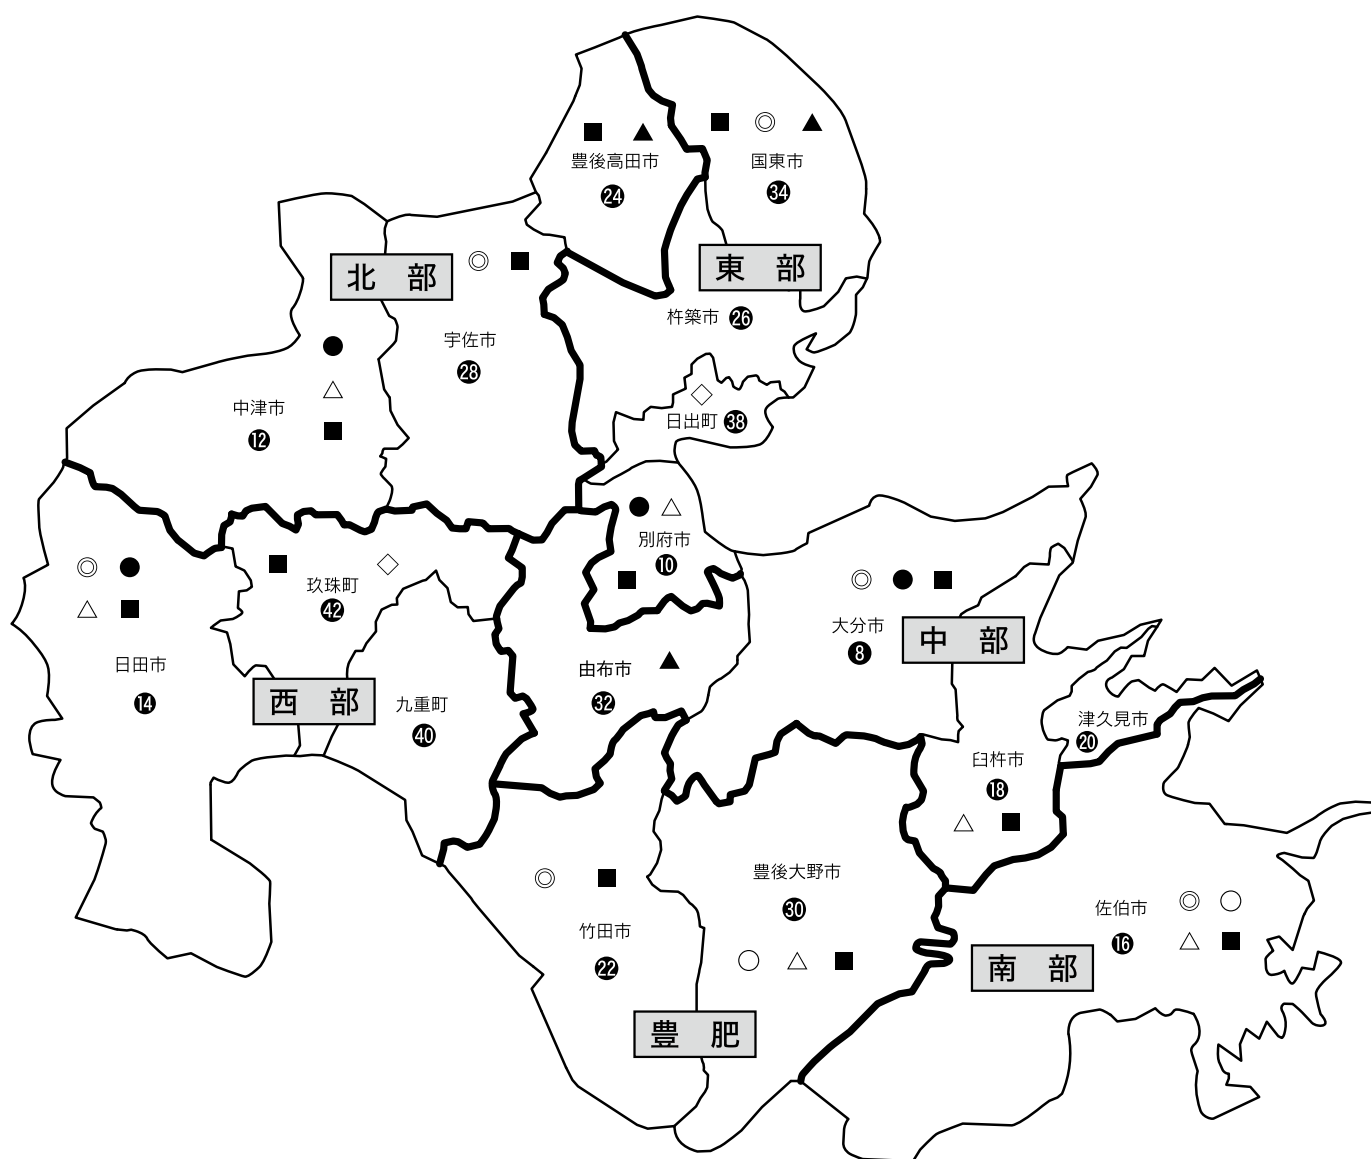 豊後高田市
24
国東市
34
北 部
東 部
杵築市 26
宇佐市
28
日出町 38
中津市
12
別府市
10
玖珠町
42
大分市
8
中 部
日田市
14
由布市
32
西 部
九重町
40
津久見市
20
臼杵市
18
豊後大野市
30
佐伯市
16
竹田市
22
南 部
豊 肥